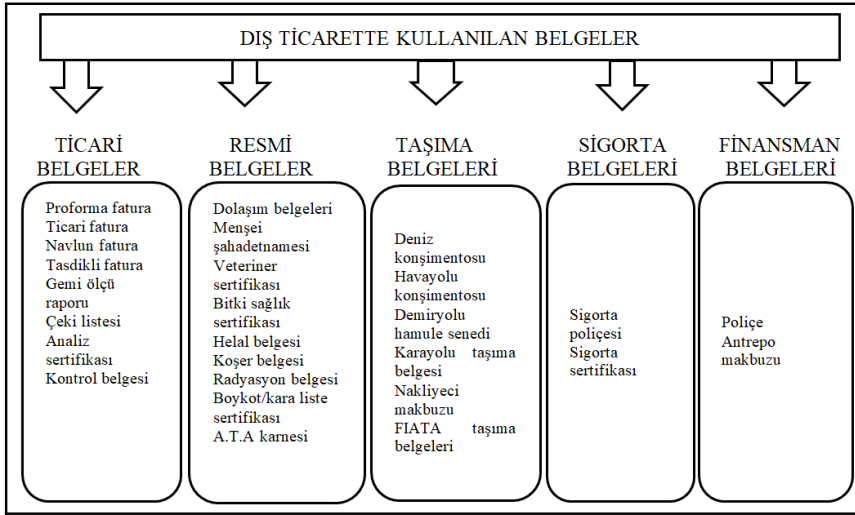 DIŞ TİCARETTE KULLANILAN BELGELER
TİCARİ
BELGELER
Proforma fatura
Ticari fatura
Navlun fatura
Tasdikli fatura
Gemi ölçü
raporu
Çeki listesi
Analiz
sertifikası
Kontrol belgesi
RESMİ
BELGELER
Dolaşım belgeleri
Menşei
şahadetnamesi
Veteriner
sertifikası
Bitki sağlık
sertifikası
Helal belgesi
Koşer belgesi
Radyasyon belgesi
Boykot/kara liste
sertifikası
A.T.A karnesi
TAŞIMA
BELGELERİ
Deniz
konşimentosu
Havayolu
konşimentosu
Demiryolu
hamule senedi
Karayolu taşıma
belgesi
Nakliyeci
makbuzu
FIATA taşıma
belgeleri
SİGORTA
BELGELERİ
Sigorta
poliçesi
Sigorta
sertifikası
FİNANSMAN
BELGELERİ
Poliçe
Antrepo
makbuzu